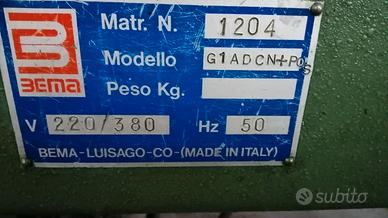 BEMA
Matr. N. 1204
Modello G1ADCN+POS
Peso Kg.
V 220/380 Hz 50
BEMA-LUISAGO-CO-(MADE IN ITALY)
subito